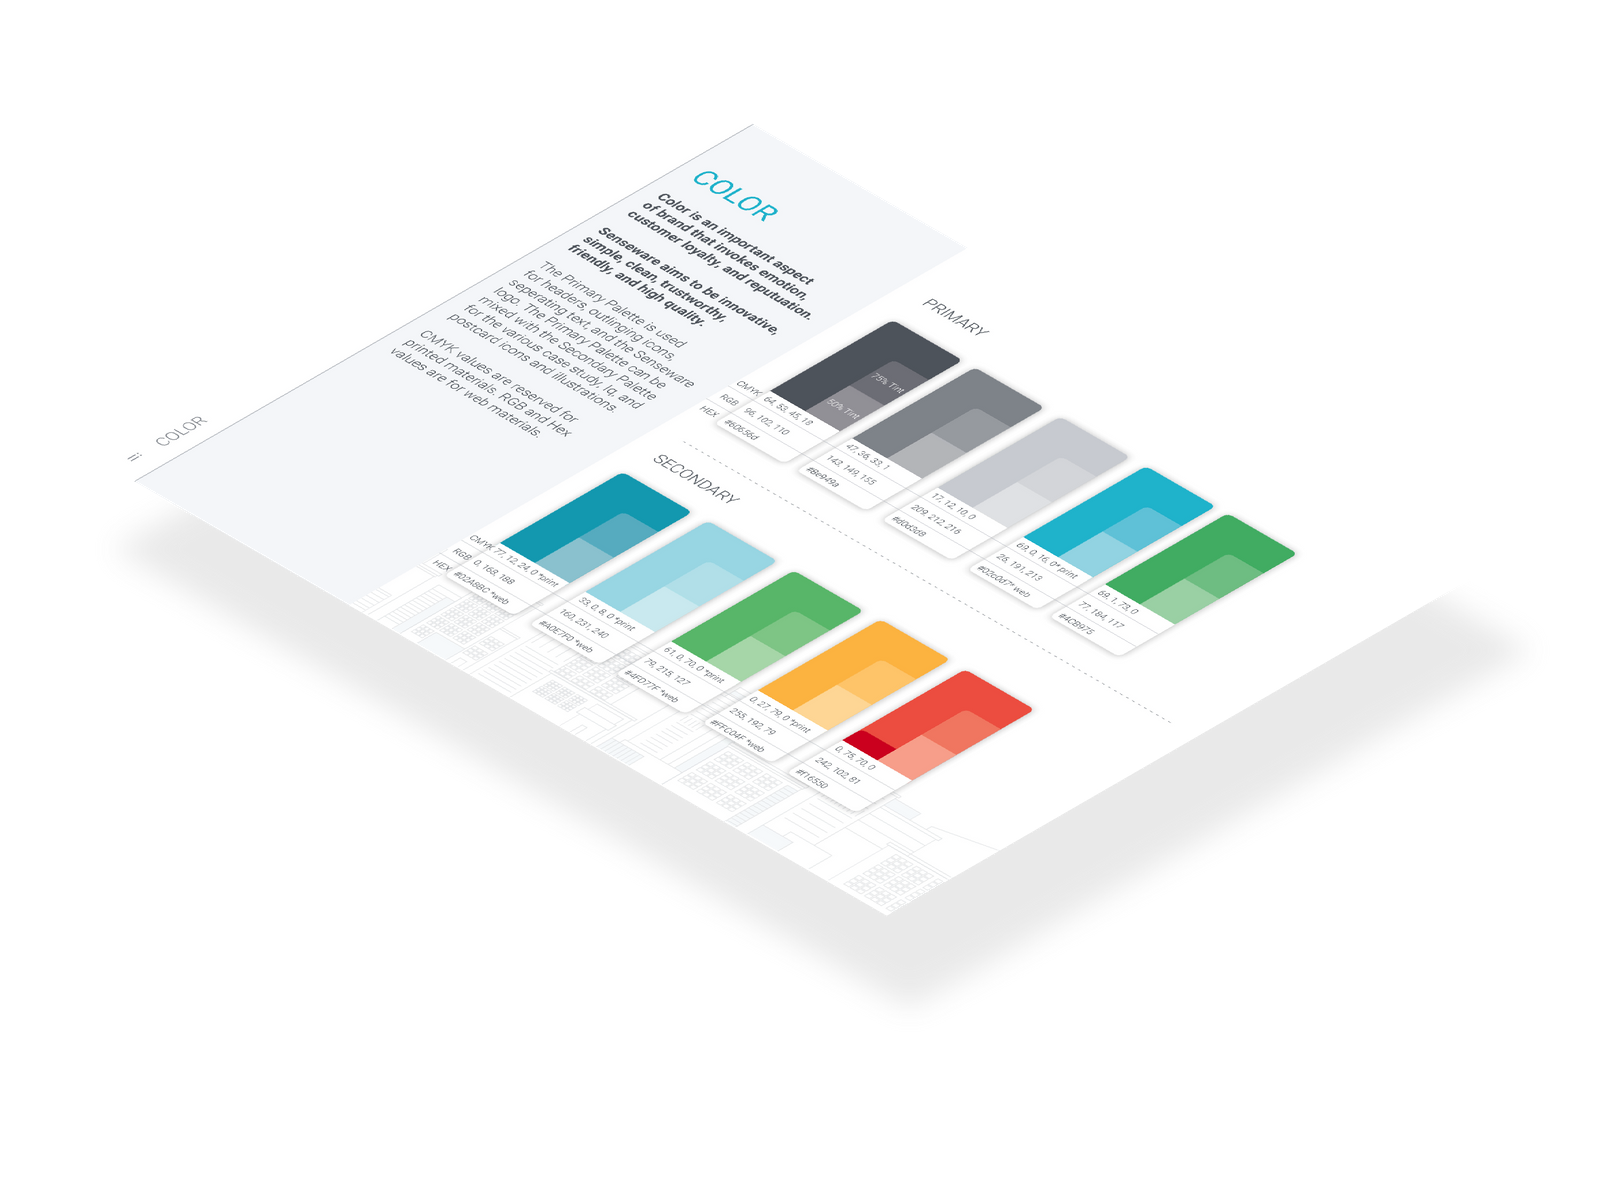 COLOR
Color is an important aspect
of brand that invokes emotion,
customer loyalty, and reputuation.
Senseware aims to be innovative,
simple, clean, trustworthy,
friendly, and high quality.
The Primary Palette is used
for headers, outlinging icons,
seperating text, and the Senseware
logo. The Primary Palette can be
mixed with the Secondary Palette
for the various case study, Iq, and
postcard icons and illustrations.
CMYK values are reserved for
printed materials. RGB and Hex
values are for web materials.
ii
COLOR
PRIMARY
75% Tint
50% Tint
CMYK 64, 53, 45, 18
RGB 96, 102, 110
HEX #60656d
47, 36, 33, 1
143, 149, 155
#8e949a
17, 12, 10, 0
209, 212, 216
#d0d3d8
69, 0, 16, 0* print
26, 191, 213
#02c0d7* web
69, 1, 73, 0
77, 184, 117
#4CB975
SECONDARY
CMYK 77, 12, 24, 0 *print
RGB 0, 168, 188
HEX #02A8BC *web
33, 0, 8, 0 *print
160, 231, 240
#A0E7F0 *web
61, 0, 70, 0 *print
79, 215, 127
#4FD77F *web
0, 27, 79, 0 *print
255, 192, 79
#FFC04F *web
0, 75, 70, 0
242, 102, 81
#f16550